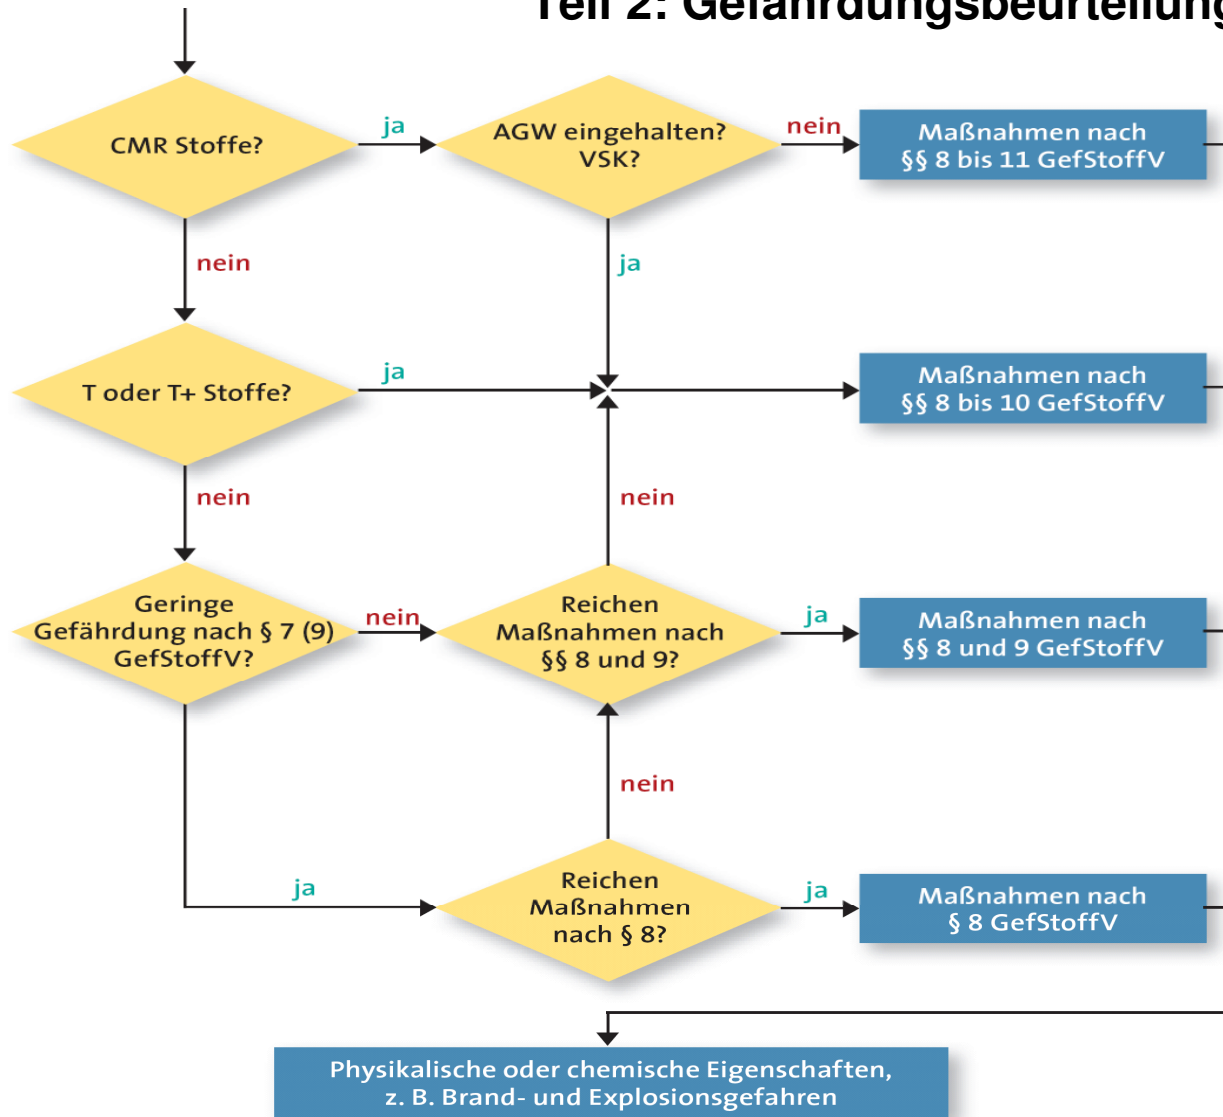 Teil 2: Gefährdungsbeurteilung
CMR Stoffe?
ja
AGW eingehalten?
VSK?
nein
Maßnahmen nach
§§ 8 bis 11 GefStoffV
nein
ja
T oder T+ Stoffe?
ja
Maßnahmen nach
§§ 8 bis 10 GefStoffV
nein
nein
Geringe
Gefährdung nach § 7 (9)
GefStoffV?
nein
Reichen
Maßnahmen nach
§§ 8 und 9?
ja
Maßnahmen nach
§§ 8 und 9 GefStoffV
nein
ja
Reichen
Maßnahmen
nach § 8?
ja
Maßnahmen nach
§ 8 GefStoffV
Physikalische oder chemische Eigenschaften,
z. B. Brand- und Explosionsgefahren